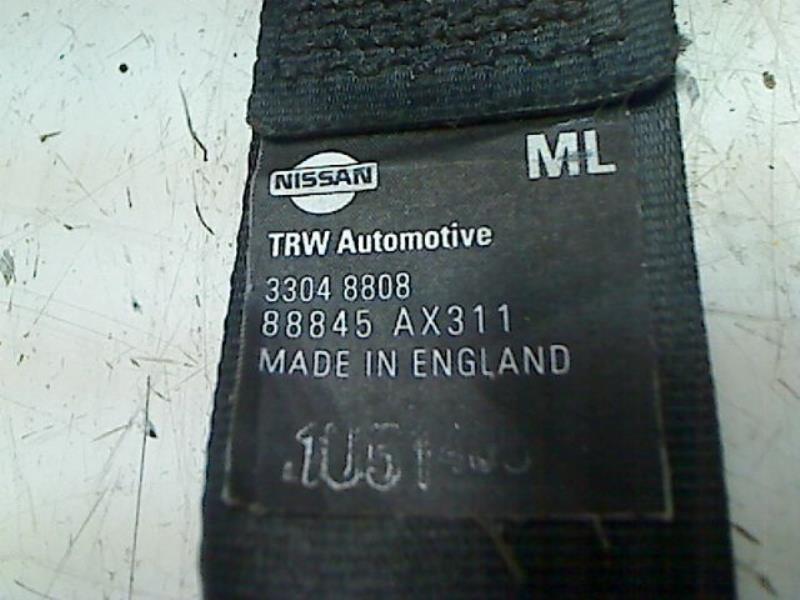 NISSAN
ML
TRW Automotive
3304 8808
88845 AX311
MADE IN ENGLAND